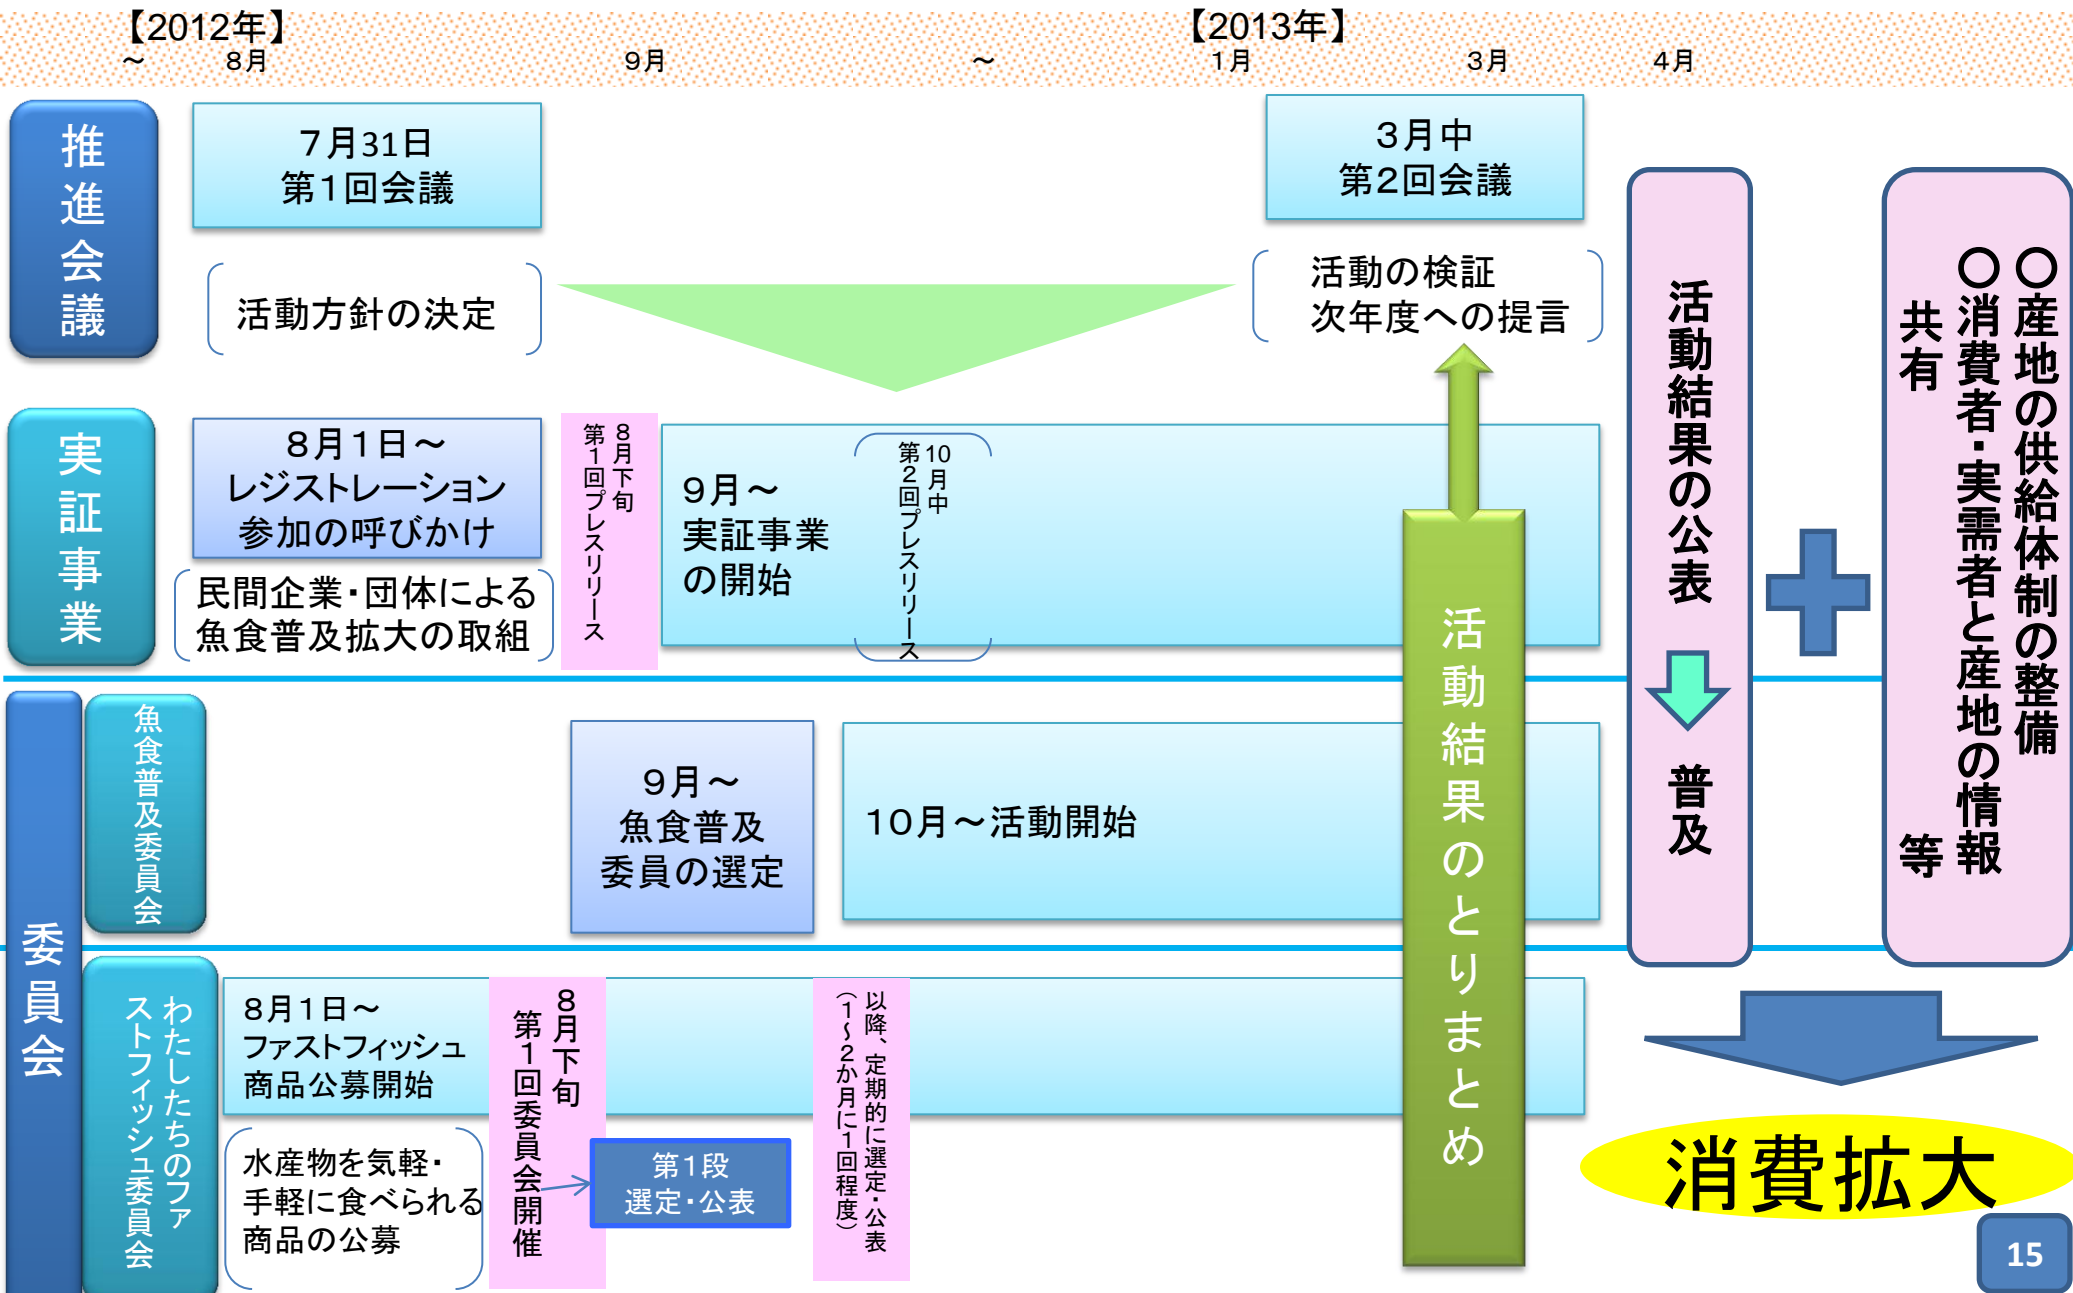 【2012年】
【2013年】
～
8月
9月
～
1月
3月
4月
推進会議
7月31日
第1回会議
3月中
第2回会議
活動方針の決定
活動の検証
次年度への提言
実証事業
8月1日～
レジストレーション
参加の呼びかけ
民間企業・団体による
魚食普及拡大の取組
8月下旬
第1回プレスリリース
9月～
実証事業
の開始
10月中
第2回プレスリリース
委員会
魚食普及委員会
9月～
魚食普及
委員の選定
10月～活動開始
わたしたちのファ
ストフィッシュ委員会
8月1日～
ファストフィッシュ
商品公募開始
水産物を気軽・
手軽に食べられる
商品の公募
8月下旬
第1回委員会開催
第1段
選定・公表
以降、定期的に選定・公表
（1～2か月に1回程度）
活動結果のとりまとめ
活動結果の公表
普及
○産地の供給体制の整備
○消費者・実需者と産地の情報
共有 等
消費拡大
15